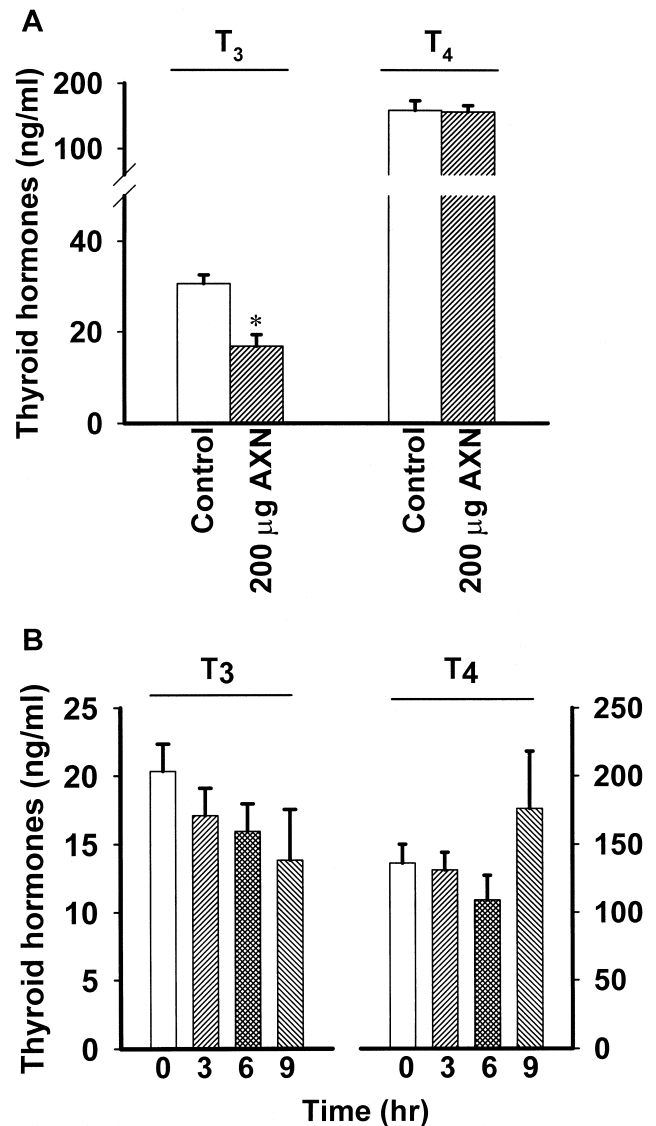 A
T3 T4
Thyroid hormones (ng/ml)
200
100
40
20
0
*
Control
200 µg AXN
Control
200 µg AXN
B
T3 T4
Thyroid hormones (ng/ml)
25 250
20 200
15 150
10 100
5 50
0 0
0 3 6 9 0 3 6 9
Time (hr)